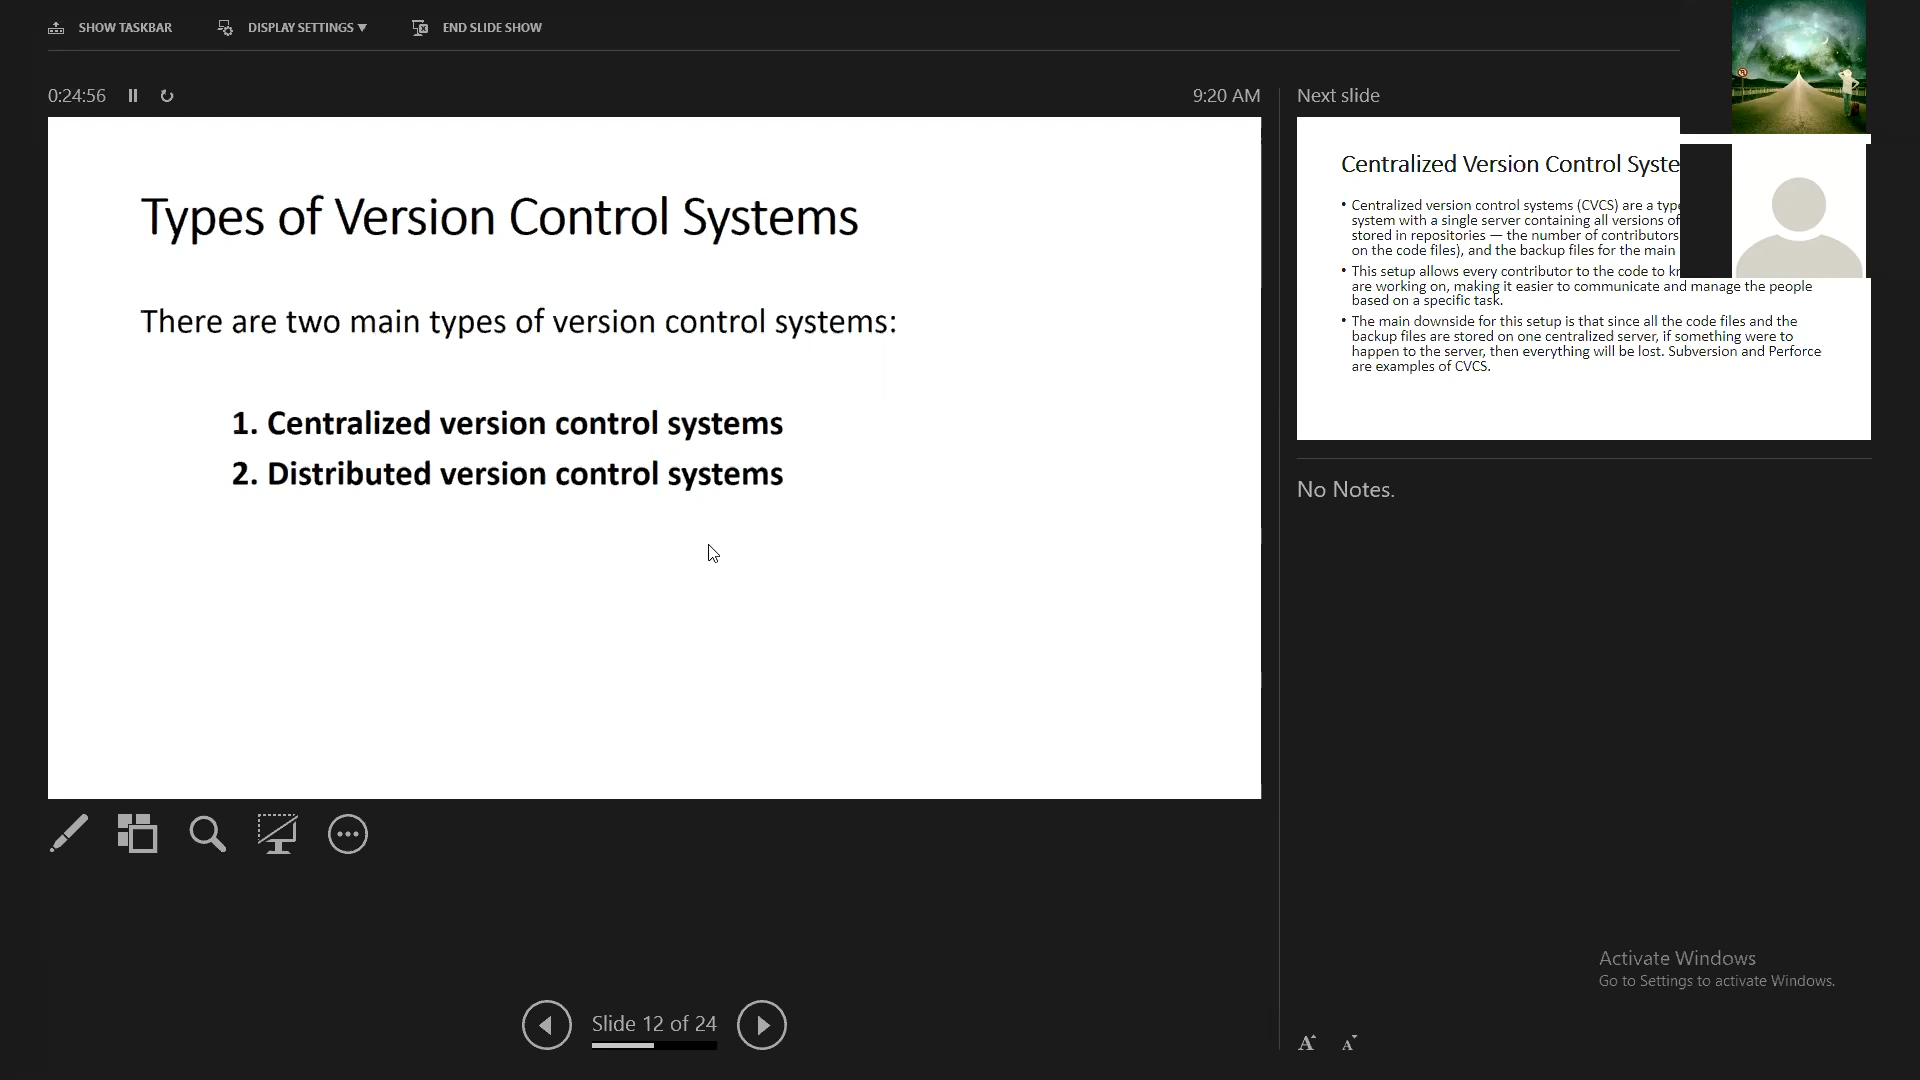 SHOW TASKBAR DISPLAY SETTINGS ▼ END SLIDE SHOW
0:24:56 9:20 AM
Types of Version Control Systems
There are two main types of version control systems:
1. Centralized version control systems
2. Distributed version control systems
Slide 12 of 24
Next slide
Centralized Version Control Syste
• Centralized version control systems (CVCS) are a type
system with a single server containing all versions of
stored in repositories — the number of contributors
on the code files), and the backup files for the main
• This setup allows every contributor to the code to
are working on, making it easier to communicate and manage the people
based on a specific task.
• The main downside for this setup is that since all the code files and the
backup files are stored on one centralized server, if something were to
happen to the server, then everything will be lost. Subversion and Perforce
are examples of CVCS.
No Notes.
Activate Windows
Go to Settings to activate Windows.
A A